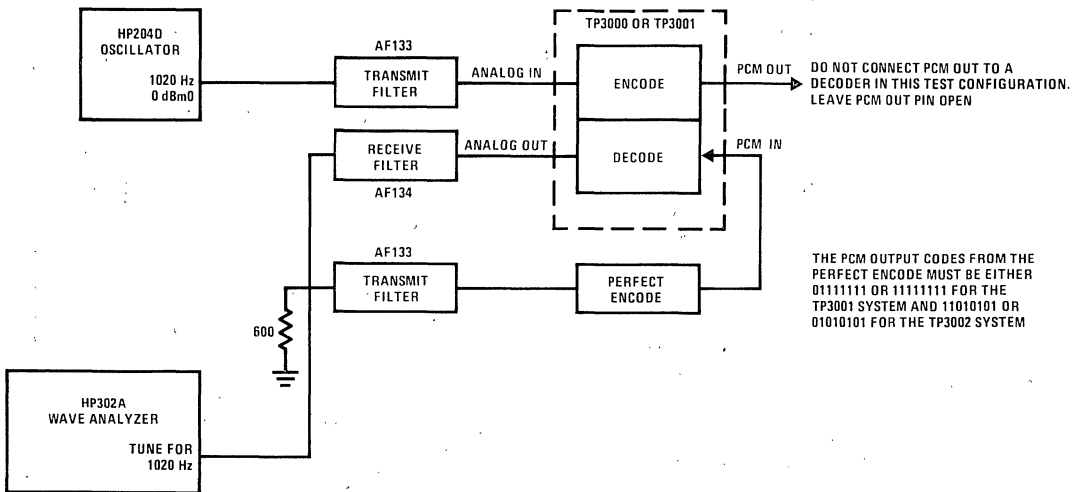 HP204D
OSCILLATOR
1020 Hz
0 dBm0
AF133
TRANSMIT
FILTER
ANALOG IN
TP3000 OR TP3001
ENCODE
PCM OUT
DO NOT CONNECT PCM OUT TO A
DECODER IN THIS TEST CONFIGURATION.
LEAVE PCM OUT PIN OPEN
RECEIVE
FILTER
AF134
ANALOG OUT
DECODE
PCM IN
AF133
TRANSMIT
FILTER
PERFECT
ENCODE
THE PCM OUTPUT CODES FROM THE
PERFECT ENCODE MUST BE EITHER
01111111 OR 11111111 FOR THE
TP3001 SYSTEM AND 11010101 OR
01010101 FOR THE TP3002 SYSTEM
600
HP302A
WAVE ANALYZER
TUNE FOR
1020 Hz